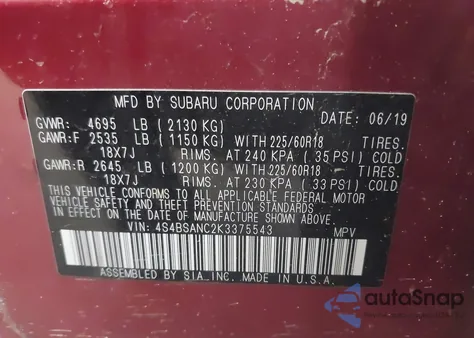 MFD BY SUBARU CORPORATION DATE: 06/19
GVWR: 4695 LB (2130 KG)
GAWR:F 2535 LB (1150 KG) WITH 225/60R18 TIRES.
18X7J RIMS. AT 240 KPA (35 PSI) COLD
GAWR:R 2645 LB (1200 KG) WITH 225/60R18 TIRES.
18X7J RIMS. AT 230 KPA (33 PSI) COLD
THIS VEHICLE CONFORMS TO ALL APPLICABLE FEDERAL MOTOR
VEHICLE SAFETY AND THEFT PREVENTION STANDARDS IN EFFECT
ON THE DATE OF MANUFACTURE SHOWN ABOVE.
VIN: 4S4BSANC2K3375543 MPV
ASSEMBLED BY SIA, INC. MADE IN U.S.A.
autoSnap